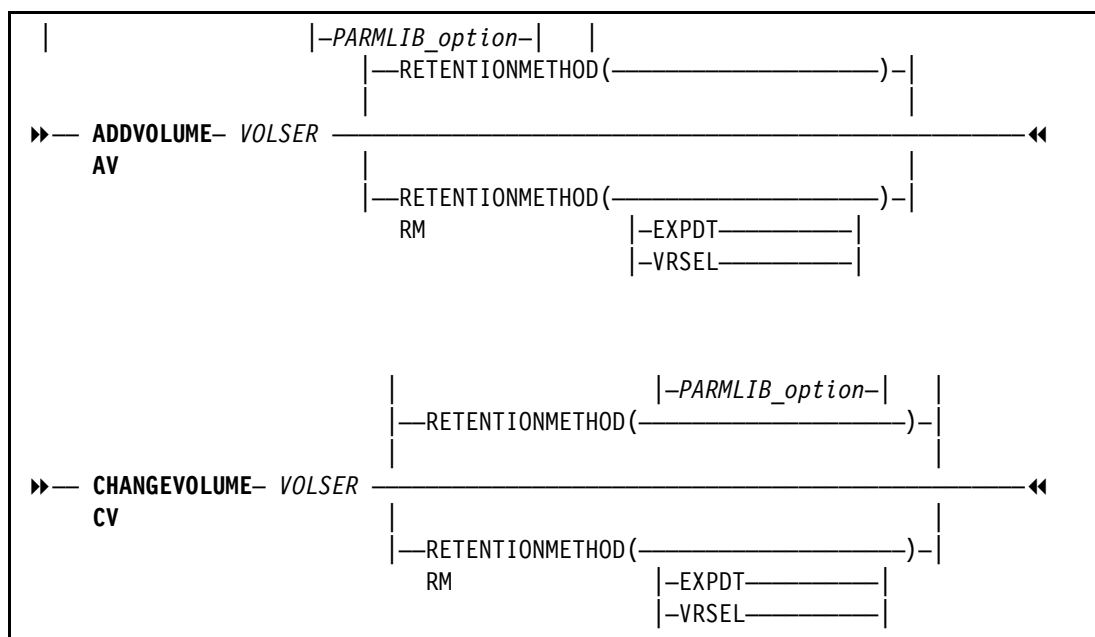 |–PARMLIB_option–|
|——RETENTIONMETHOD(————————————————————)–|
►►—— ADDVOLUME– VOLSER ————————————————————————————————————————————————————◄◄
AV
|——RETENTIONMETHOD(————————————————————)–|
RM |–EXPDT——————————|
|–VRSEL——————————|
|–PARMLIB_option–|
|——RETENTIONMETHOD(————————————————————)–|
►►—— CHANGEVOLUME– VOLSER —————————————————————————————————————————————————◄◄
CV
|——RETENTIONMETHOD(————————————————————)–|
RM |–EXPDT——————————|
|–VRSEL——————————|